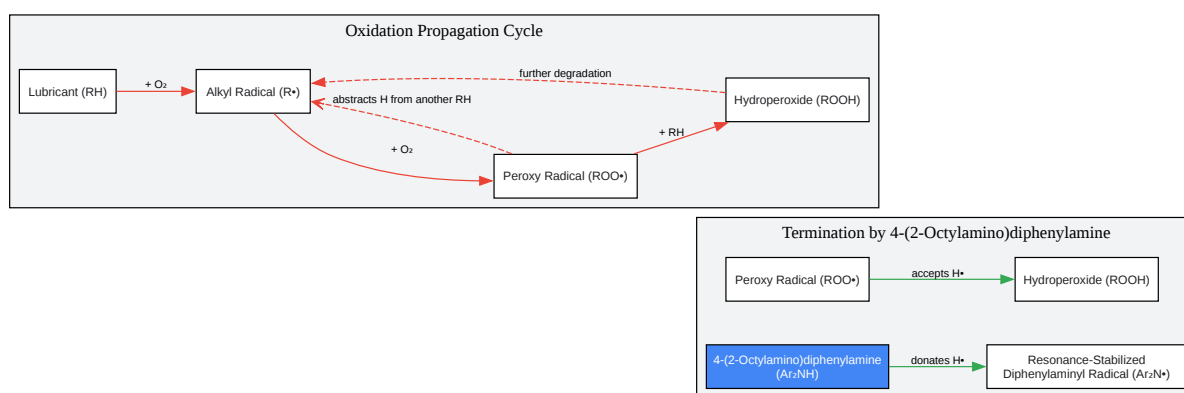 Oxidation Propagation Cycle
further degradation
+ O₂
Lubricant (RH)
Alkyl Radical (R•)
abstracts H from another RH
Hydroperoxide (ROOH)
+ RH
+ O₂
Peroxy Radical (ROO•)
Termination by 4-(2-Octylamino)diphenylamine
Peroxy Radical (ROO•)
accepts H•
Hydroperoxide (ROOH)
4-(2-Octylamino)diphenylamine
(Ar₂NH)
donates H•
Resonance-Stabilized
Diphenylaminyl Radical (Ar₂N•)